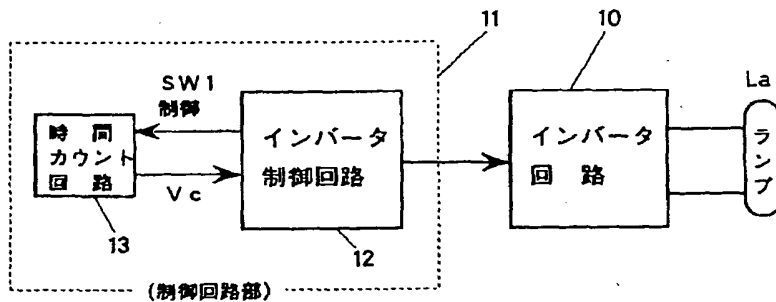 11
10
La
SW1
制御
時間
カウント
回路
Vc
13
インバータ
制御回路
12
インバータ
回路
ランプ
(制御回路部)